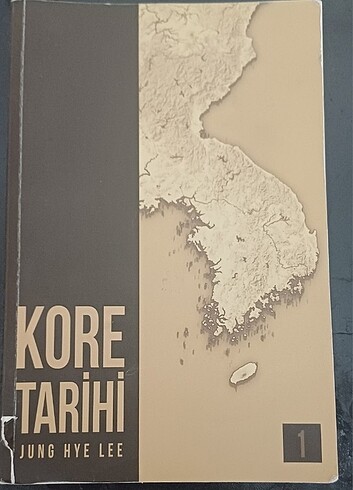 KORE
TARİHİ
JUNG HYE LEE
1